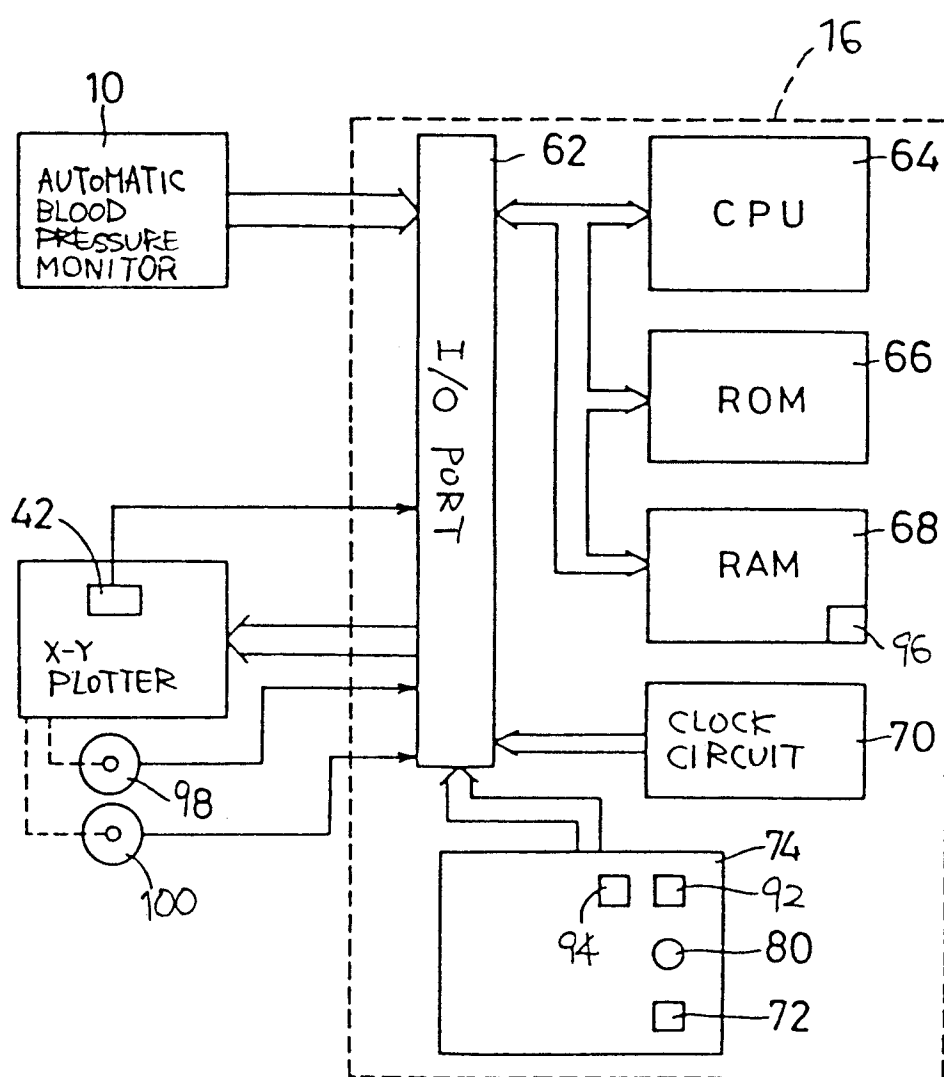 16
10
AUTOMATIC
BLOOD
PRESSURE
MONITOR
62
64
CPU
I/O PORT
66
ROM
42
68
RAM
96
X-Y
PLOTTER
CLOCK
CIRCUIT
70
98
100
74
94
92
80
72